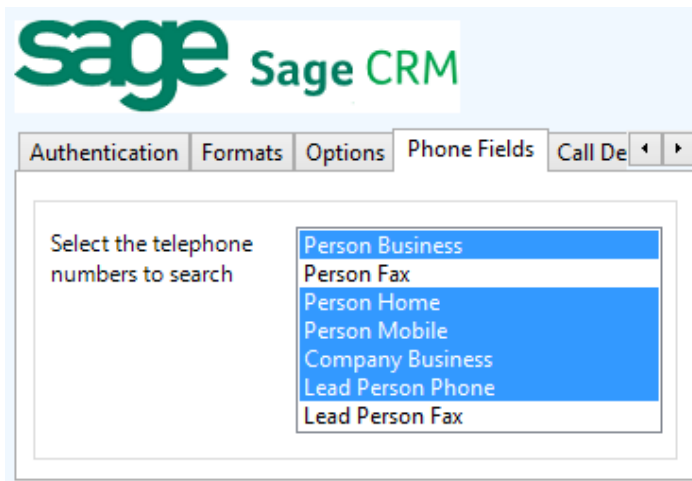 sage Sage CRM
Authentication Formats Options Phone Fields Call De
Select the telephone
numbers to search
Person Business
Person Fax
Person Home
Person Mobile
Company Business
Lead Person Phone
Lead Person Fax